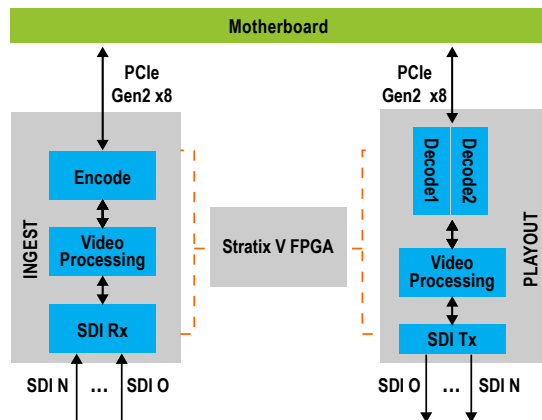 Motherboard
PCIe
Gen2 x8
PCIe
Gen2 x8
INGEST
Encode
Video
Processing
SDI Rx
SDI N ... SDI O
Stratix V FPGA
Decode1
Decode2
Video
Processing
SDI Tx
PLAYOUT
SDI O ... SDI N